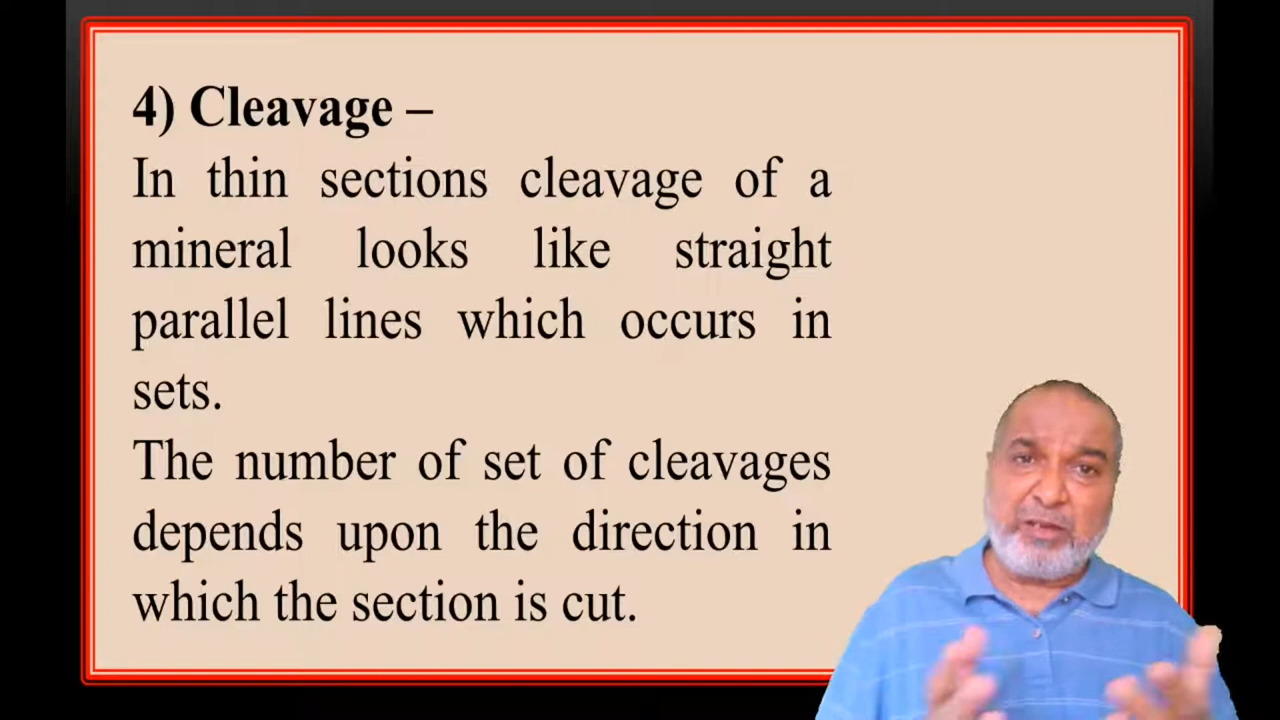 4) Cleavage –
In thin sections cleavage of a
mineral looks like straight
parallel lines which occurs in
sets.
The number of set of cleavages
depends upon the direction in
which the section is cut.